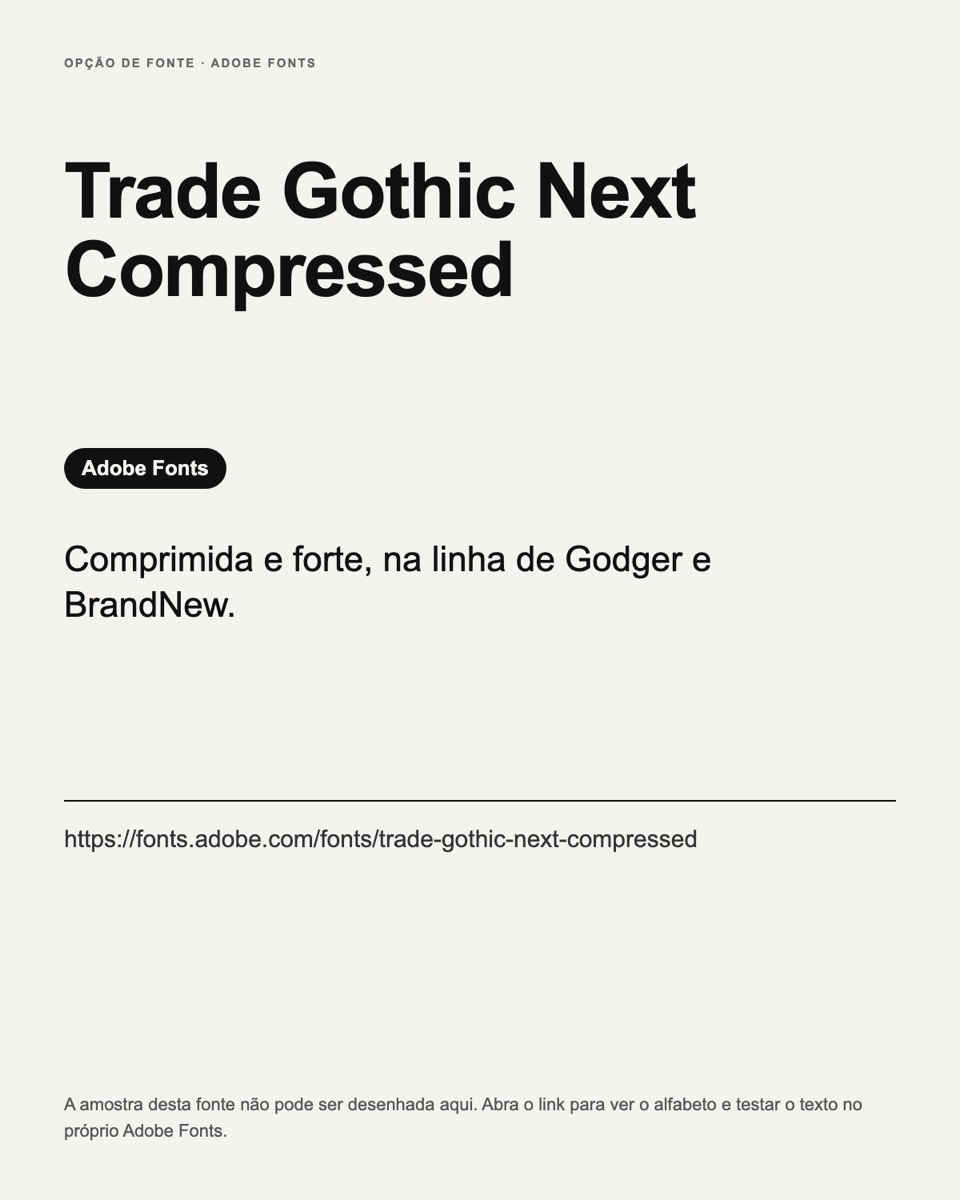 OPÇÃO DE FONTE · ADOBE FONTS
Trade Gothic Next
Compressed
Adobe Fonts
Comprimida e forte, na linha de Godger e
BrandNew.
https://fonts.adobe.com/fonts/trade-gothic-next-compressed
A amostra desta fonte não pode ser desenhada aqui. Abra o link para ver o alfabeto e testar o texto no
próprio Adobe Fonts.